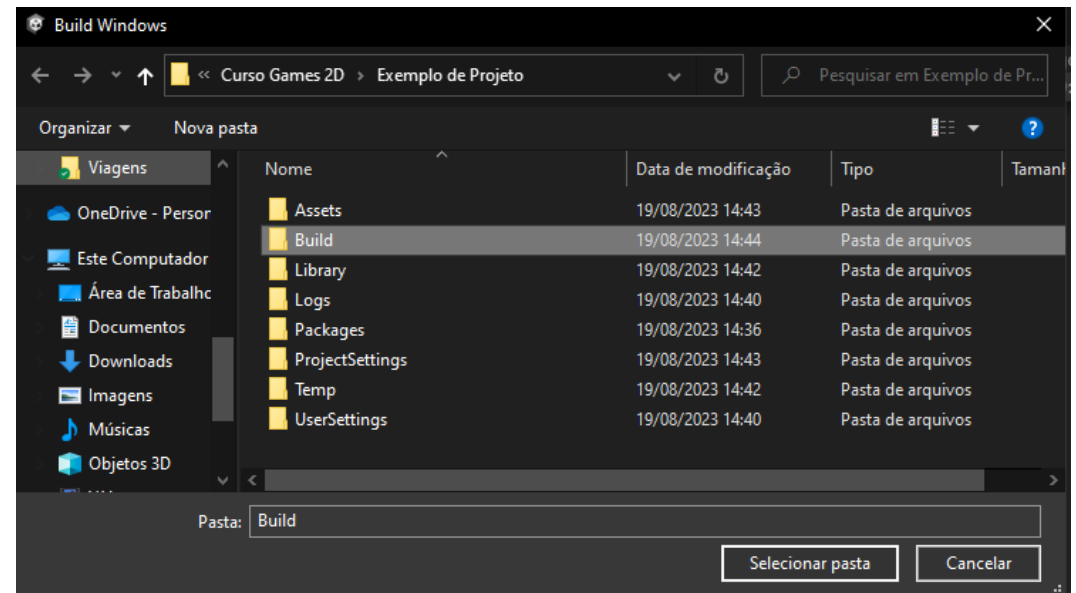 Build Windows
« Curso Games 2D > Exemplo de Projeto
Pesquisar em Exemplo de Pr...
Organizar
Nova pasta
Viagens
OneDrive - Person
Este Computador
Área de Trabalho
Documentos
Downloads
Imagens
Músicas
Objetos 3D
Nome Data de modificação Tipo Tamanh
Assets 19/08/2023 14:43 Pasta de arquivos
Build 19/08/2023 14:44 Pasta de arquivos
Library 19/08/2023 14:42 Pasta de arquivos
Logs 19/08/2023 14:40 Pasta de arquivos
Packages 19/08/2023 14:36 Pasta de arquivos
ProjectSettings 19/08/2023 14:43 Pasta de arquivos
Temp 19/08/2023 14:42 Pasta de arquivos
UserSettings 19/08/2023 14:40 Pasta de arquivos
Pasta: Build
Selecionar pasta
Cancelar